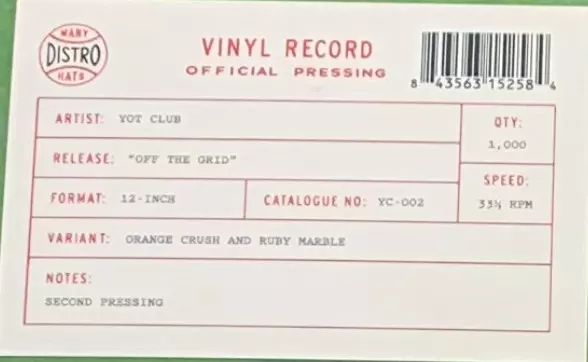 MANY
DISTRO
HATS
VINYL RECORD
OFFICIAL PRESSING
8 43563 15258 4
ARTIST: YOT CLUB
QTY:
1,000
RELEASE: "OFF THE GRID"
SPEED:
33⅓ RPM
FORMAT: 12-INCH
CATALOGUE NO: YC-002
VARIANT: ORANGE CRUSH AND RUBY MARBLE
NOTES:
SECOND PRESSING